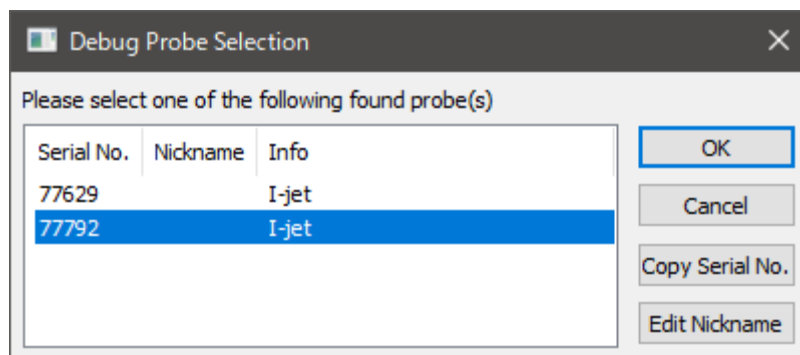 Debug Probe Selection
Please select one of the following found probe(s)
Serial No. Nickname Info
77629 I-jet
77792 I-jet
OK
Cancel
Copy Serial No.
Edit Nickname